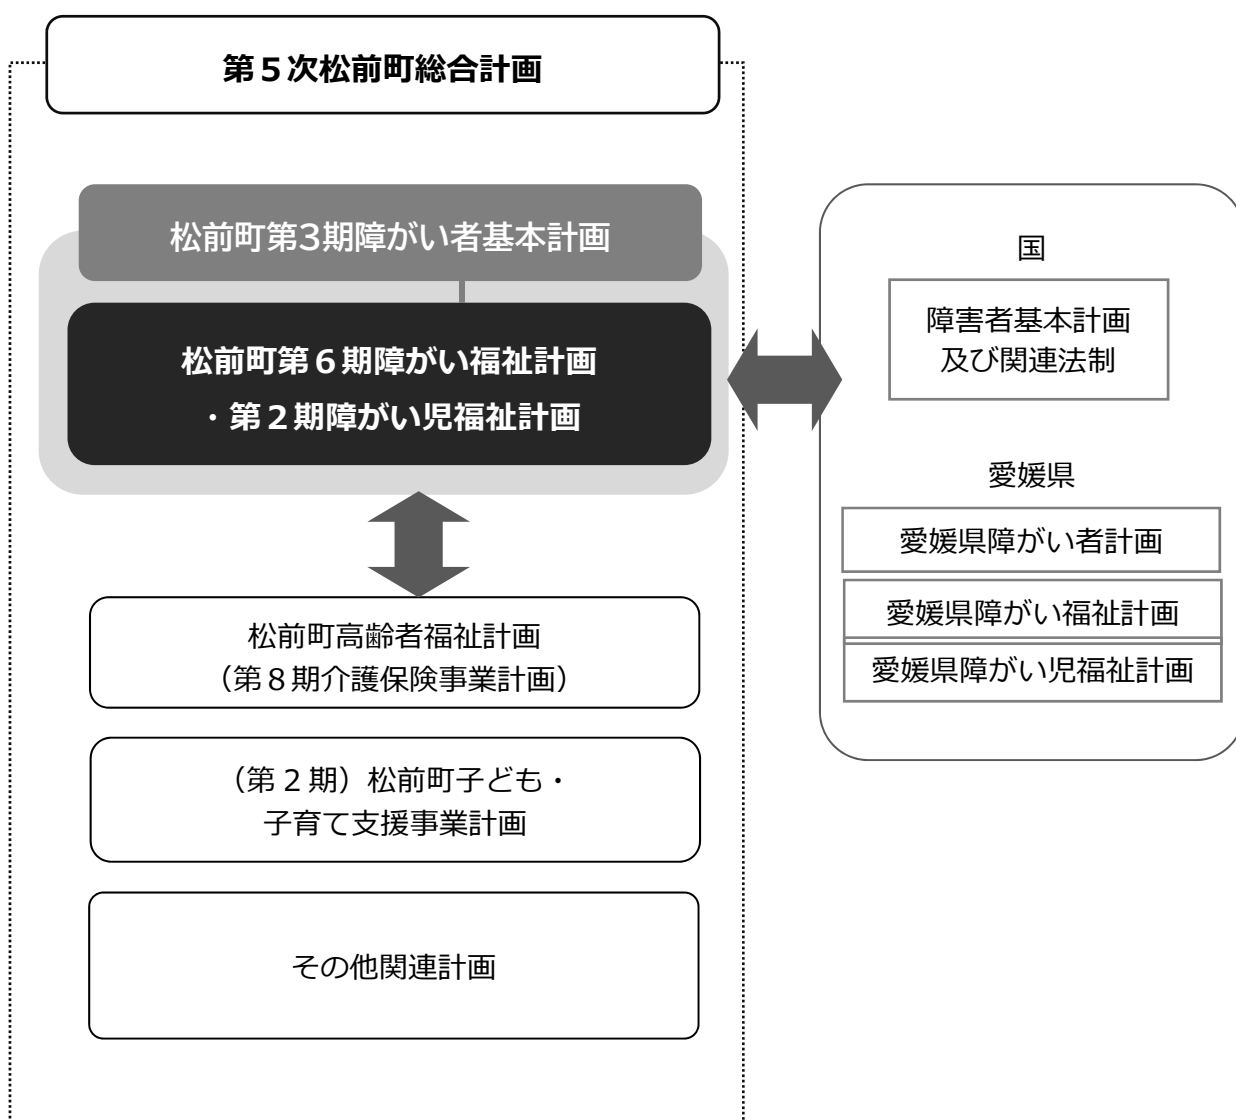 第５次松前町総合計画
松前町第3期障がい者基本計画
松前町第６期障がい福祉計画
・第２期障がい児福祉計画
松前町高齢者福祉計画
（第８期介護保険事業計画）
（第２期）松前町子ども・
子育て支援事業計画
その他関連計画
国
障害者基本計画
及び関連法制
愛媛県
愛媛県障がい者計画
愛媛県障がい福祉計画
愛媛県障がい児福祉計画